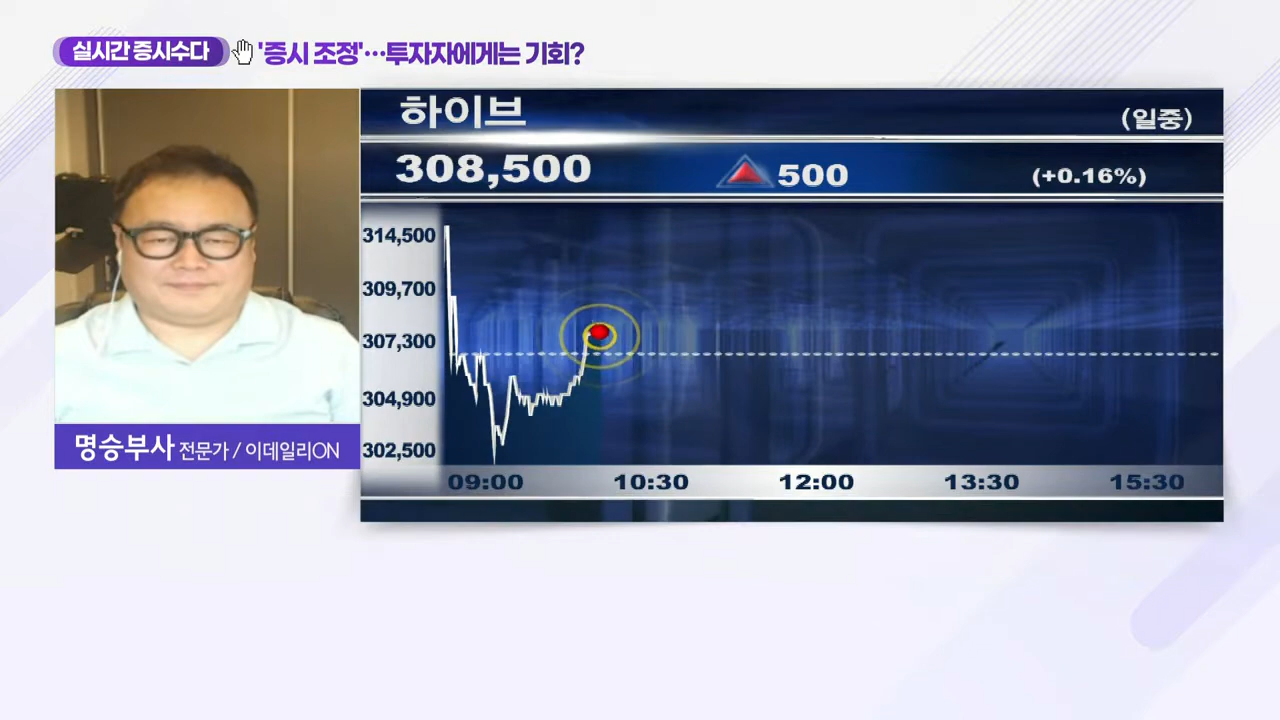 실시간 증시수다 '증시 조정'…투자자에게는 기회?
하이브 (일중)
308,500 500 (+0.16%)
314,500
309,700
307,300
304,900
302,500
09:00 10:30 12:00 13:30 15:30
명승부사 전문가 / 이데일리ON